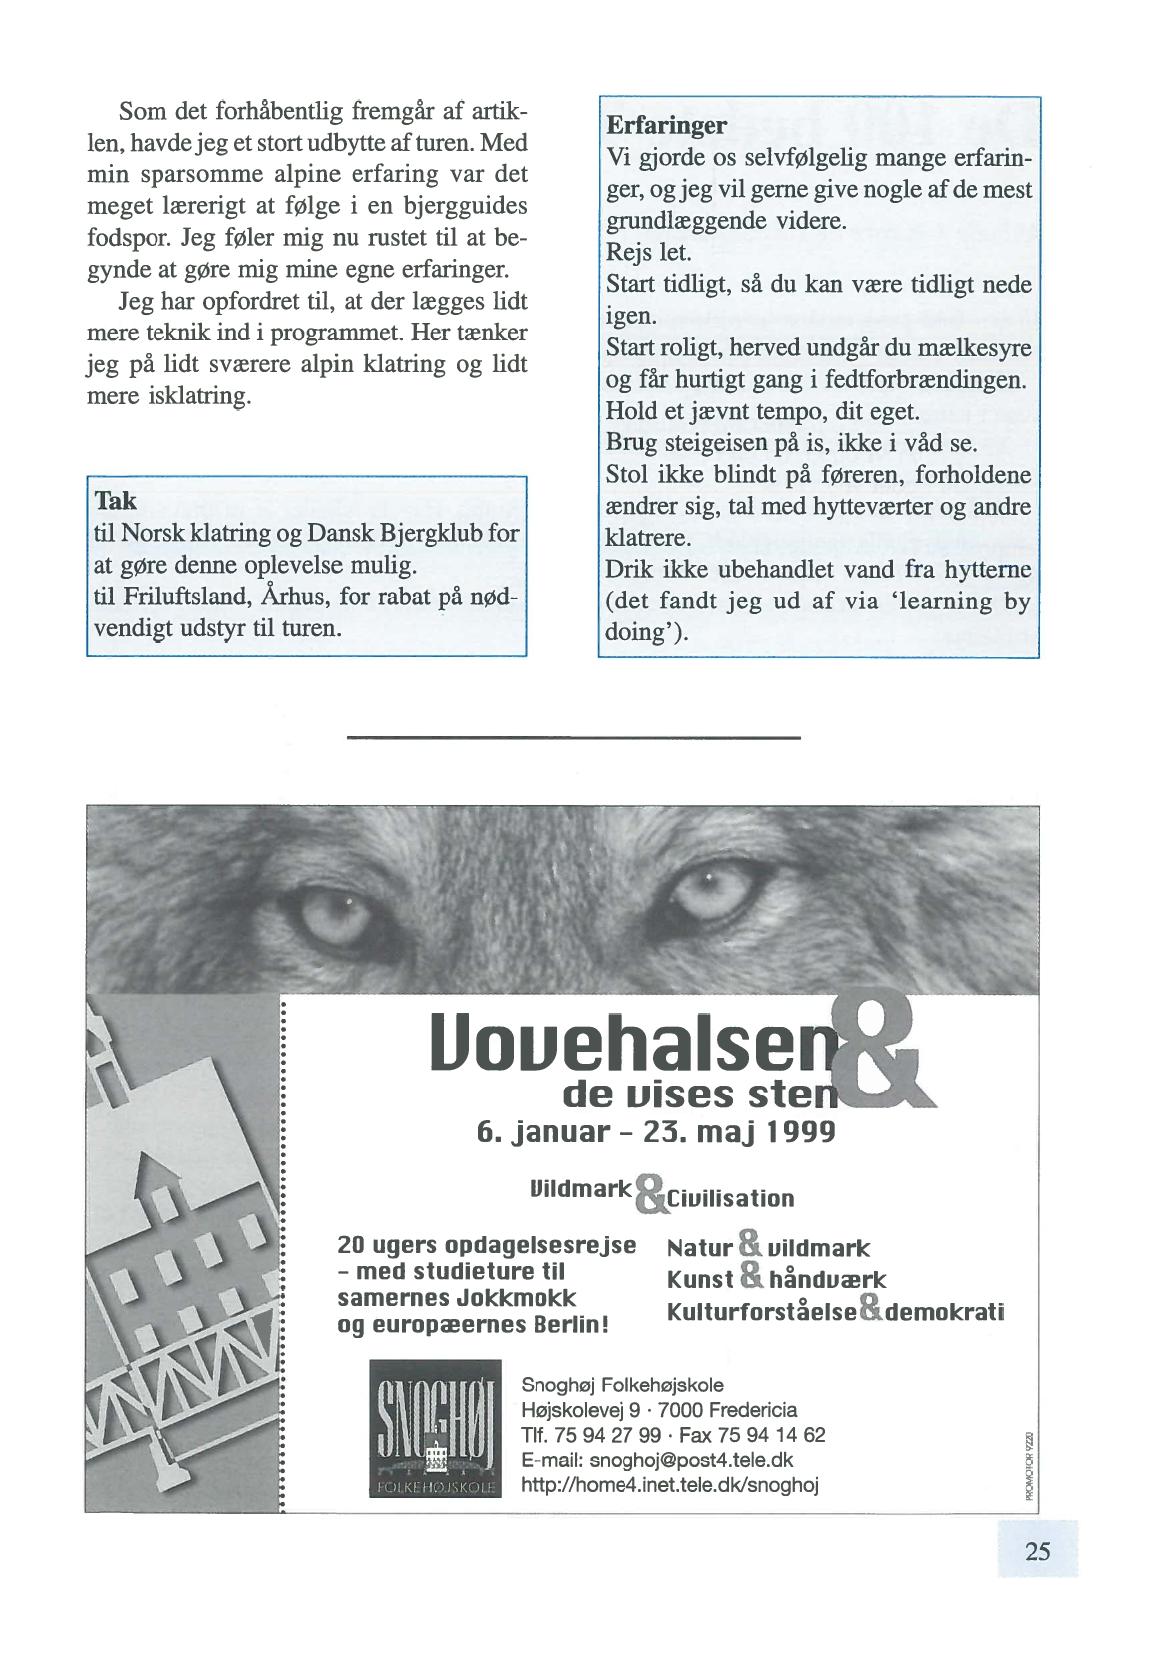 Som det forhåbentlig fremgår af artik-
len, havde jeg et stort udbytte af turen. Med
min sparsomme alpine erfaring var det
meget lærerigt at følge i en bjergguides
fodspor. Jeg føler mig nu rustet til at be-
gynde at gøre mig mine egne erfaringer.
Jeg har opfordret til, at der lægges lidt
mere teknik ind i programmet. Her tænker
jeg på lidt sværere alpin klatring og lidt
mere isklatring.
Tak
til Norsk klatring og Dansk Bjergklub for
at gøre denne oplevelse mulig.
til Friluftsland, Århus, for rabat på nød-
vendigt udstyr til turen.
Erfaringer
Vi gjorde os selvfølgelig mange erfarin-
ger, og jeg vil gerne give nogle af de mest
grundlæggende videre.
Rejs let.
Start tidligt, så du kan være tidligt nede
igen.
Start roligt, herved undgår du mælkesyre
og får hurtigt gang i fedtforbrændingen.
Hold et jævnt tempo, dit eget.
Brug steigeisen på is, ikke i våd se.
Stol ikke blindt på føreren, forholdene
ændrer sig, tal med hytteværter og andre
klatrere.
Drik ikke ubehandlet vand fra hytterne
(det fandt jeg ud af via ‘learning by
doing’).
Vovehalsen &
de vises sten
6. januar – 23. maj 1999
Vildmark & Civilisation
20 ugers opdagelsesrejse
– med studieture til
samernes Jokkmokk
og europæernes Berlin!
Natur & vildmark
Kunst & håndværk
Kulturforståelse & demokrati
SNOGHØJ
FOLKEHØJSKOLE
Snoghøj Folkehøjskole
Højskolevej 9 · 7000 Fredericia
Tlf. 75 94 27 99 · Fax 75 94 14 62
E-mail: snoghoj@post4.tele.dk
http://home4.inet.tele.dk/snoghoj
PROMOTOR 9220
25